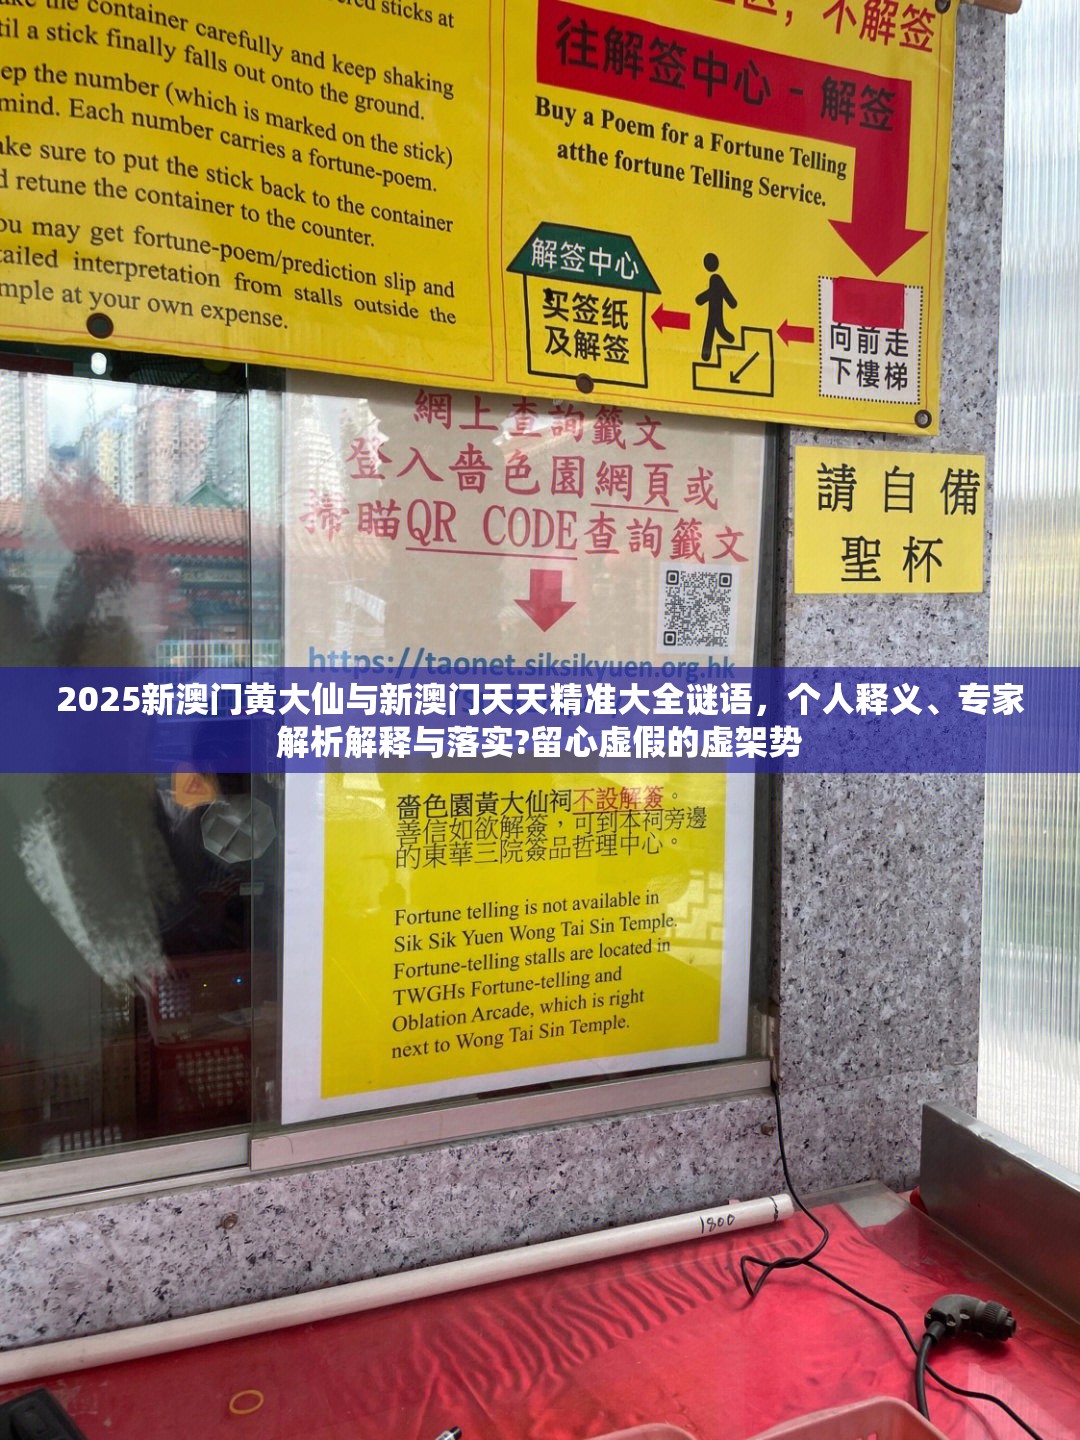 the container carefully and keep shaking
til a stick finally falls out onto the ground.
ep the number (which is marked on the stick)
mind. Each number carries a fortune-poem.
ake sure to put the stick back to the container
d retune the container to the counter.
ou may get fortune-poem/prediction slip and
tailed interpretation from stalls outside the
mple at your own expense.
sticks at
，不解签
往解签中心 - 解签
Buy a Poem for a Fortune Telling
atthe fortune Telling Service.
解签中心
买签纸
及解签
向前走
下樓梯
網上查詢籤文
登入嗇色園網頁或
掃瞄QR CODE查詢籤文
https://taonet.siksikyuen.org.hk
請自備
聖杯
2025新澳门黄大仙与新澳门天天精准大全谜语，个人释义、专家
解析解释与落实?留心虚假的虚架势
嗇色園黃大仙祠不設解簽。
善信如欲解簽，可到本祠旁邊
的東華三院簽品哲理中心。
Fortune telling is not available in
Sik Sik Yuen Wong Tai Sin Temple.
Fortune-telling stalls are located in
TWGHs Fortune-telling and
Oblation Arcade, which is right
next to Wong Tai Sin Temple.
1800